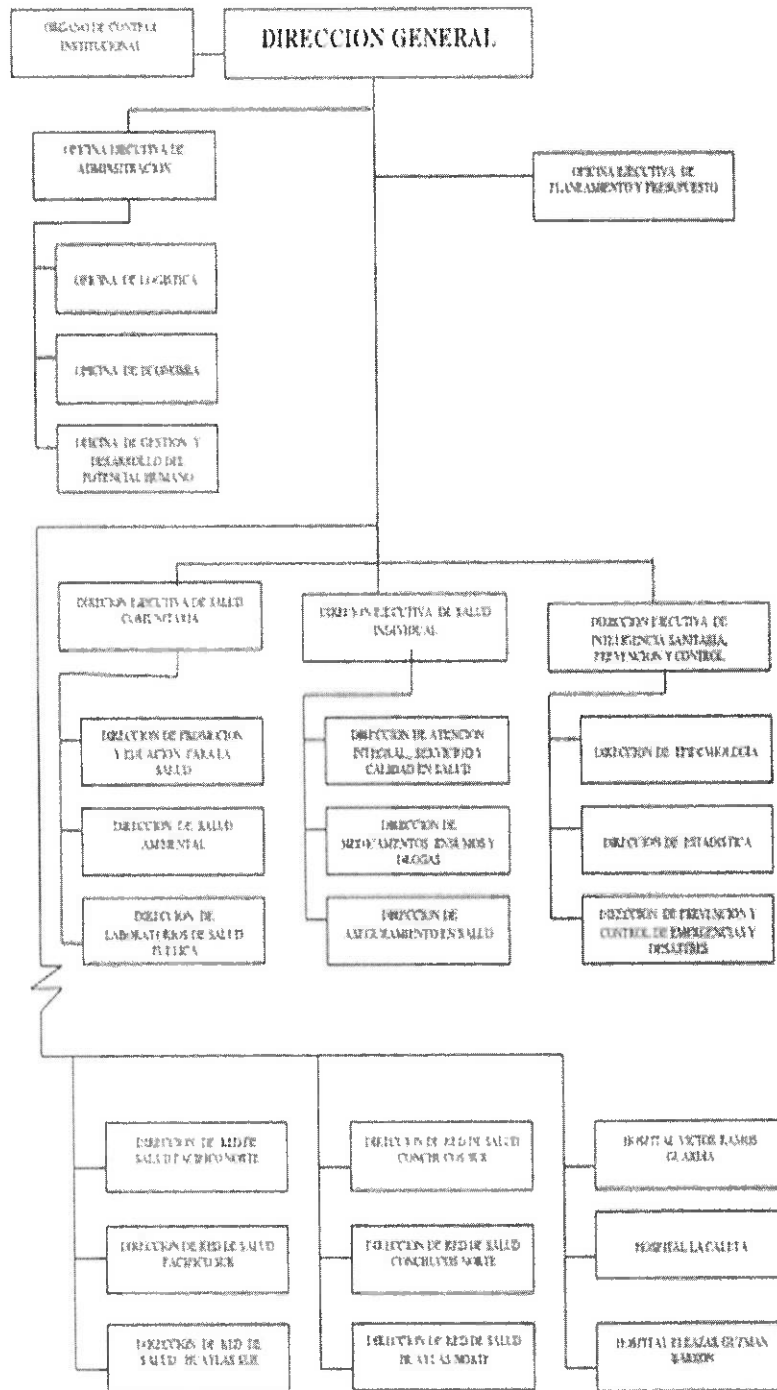 ORGANO DE CONTROL
INSTITUCIONAL
DIRECCION GENERAL
OFICINA EJECUTIVA DE
ADMINISTRACION
OFICINA EJECUTIVA DE
PLANEAMIENTO Y PRESUPUESTO
OFICINA DE LOGISTICA
OFICINA DE ECONOMIA
OFICINA DE GESTION Y
DESARROLLO DEL
POTENCIAL HUMANO
DIRECION EJECUTIVA DE SALUD
COMUNITARIA
DIRECION EJECUTIVA DE SALUD
INDIVIDUAL
DIRECCION EJECUTIVA DE
INTELIGENCIA SANITARIA,
PREVENCION Y CONTROL
DIRECCION DE PROMOCION
Y EDUCACION PARA LA
SALUD
DIRECCION DE ATENCION
INTEGRAL, SERVICIO Y
CALIDAD EN SALUD
DIRECCION DE EPIDEMIOLOGIA
DIRECCION DE SALUD
AMBIENTAL
DIRECCION DE
MEDICAMENTOS, INSUMOS Y
DROGAS
DIRECCION DE ESTADISTICA
DIRECCION DE
LABORATORIOS DE SALUD
PUBLICA
DIRECCION DE
ASEGURAMIENTO EN SALUD
DIRECCION DE PREVENCION Y
CONTROL DE EMERGENCIAS Y
DESASTRES
DIRECCION DE RED DE
SALUD PACIFICO NORTE
DIRECCION DE RED DE SALUD
CONCHUCOS SUR
HOSPITAL VICTOR RAMOS
GUARDIA
DIRECCION DE RED DE SALUD
PACIFICO SUR
DIRECCION DE RED DE SALUD
CONCHUCOS NORTE
HOSPITAL LA CALETA
DIRECCION DE RED DE
SALUD HUAYLAS SUR
DIRECCION DE RED DE SALUD
HUAYLAS NORTE
HOSPITAL ELEAZAR GUZMAN
BARRON